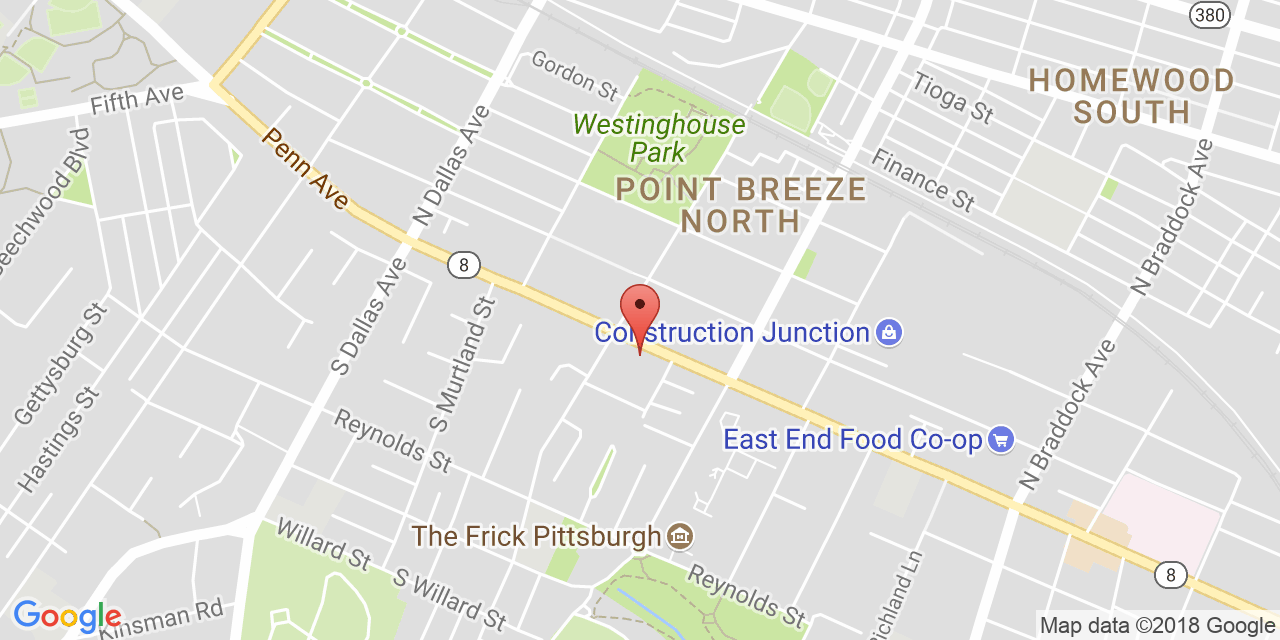 380
HOMEWOOD
SOUTH
Gordon St
Tioga St
Fifth Ave
Westinghouse
Park
Penn Ave
N Dallas Ave
Finance St
POINT BREEZE
NORTH
Beechwood Blvd
N Braddock Ave
8
S Dallas Ave
S Murtland St
Construction Junction
Gettysburg St
Hastings St
Reynolds St
East End Food Co-op
N Braddock Ave
The Frick Pittsburgh
Willard St
S Willard St
Reynolds St
Richland Ln
8
Google
Kinsman Rd
Map data ©2018 Google